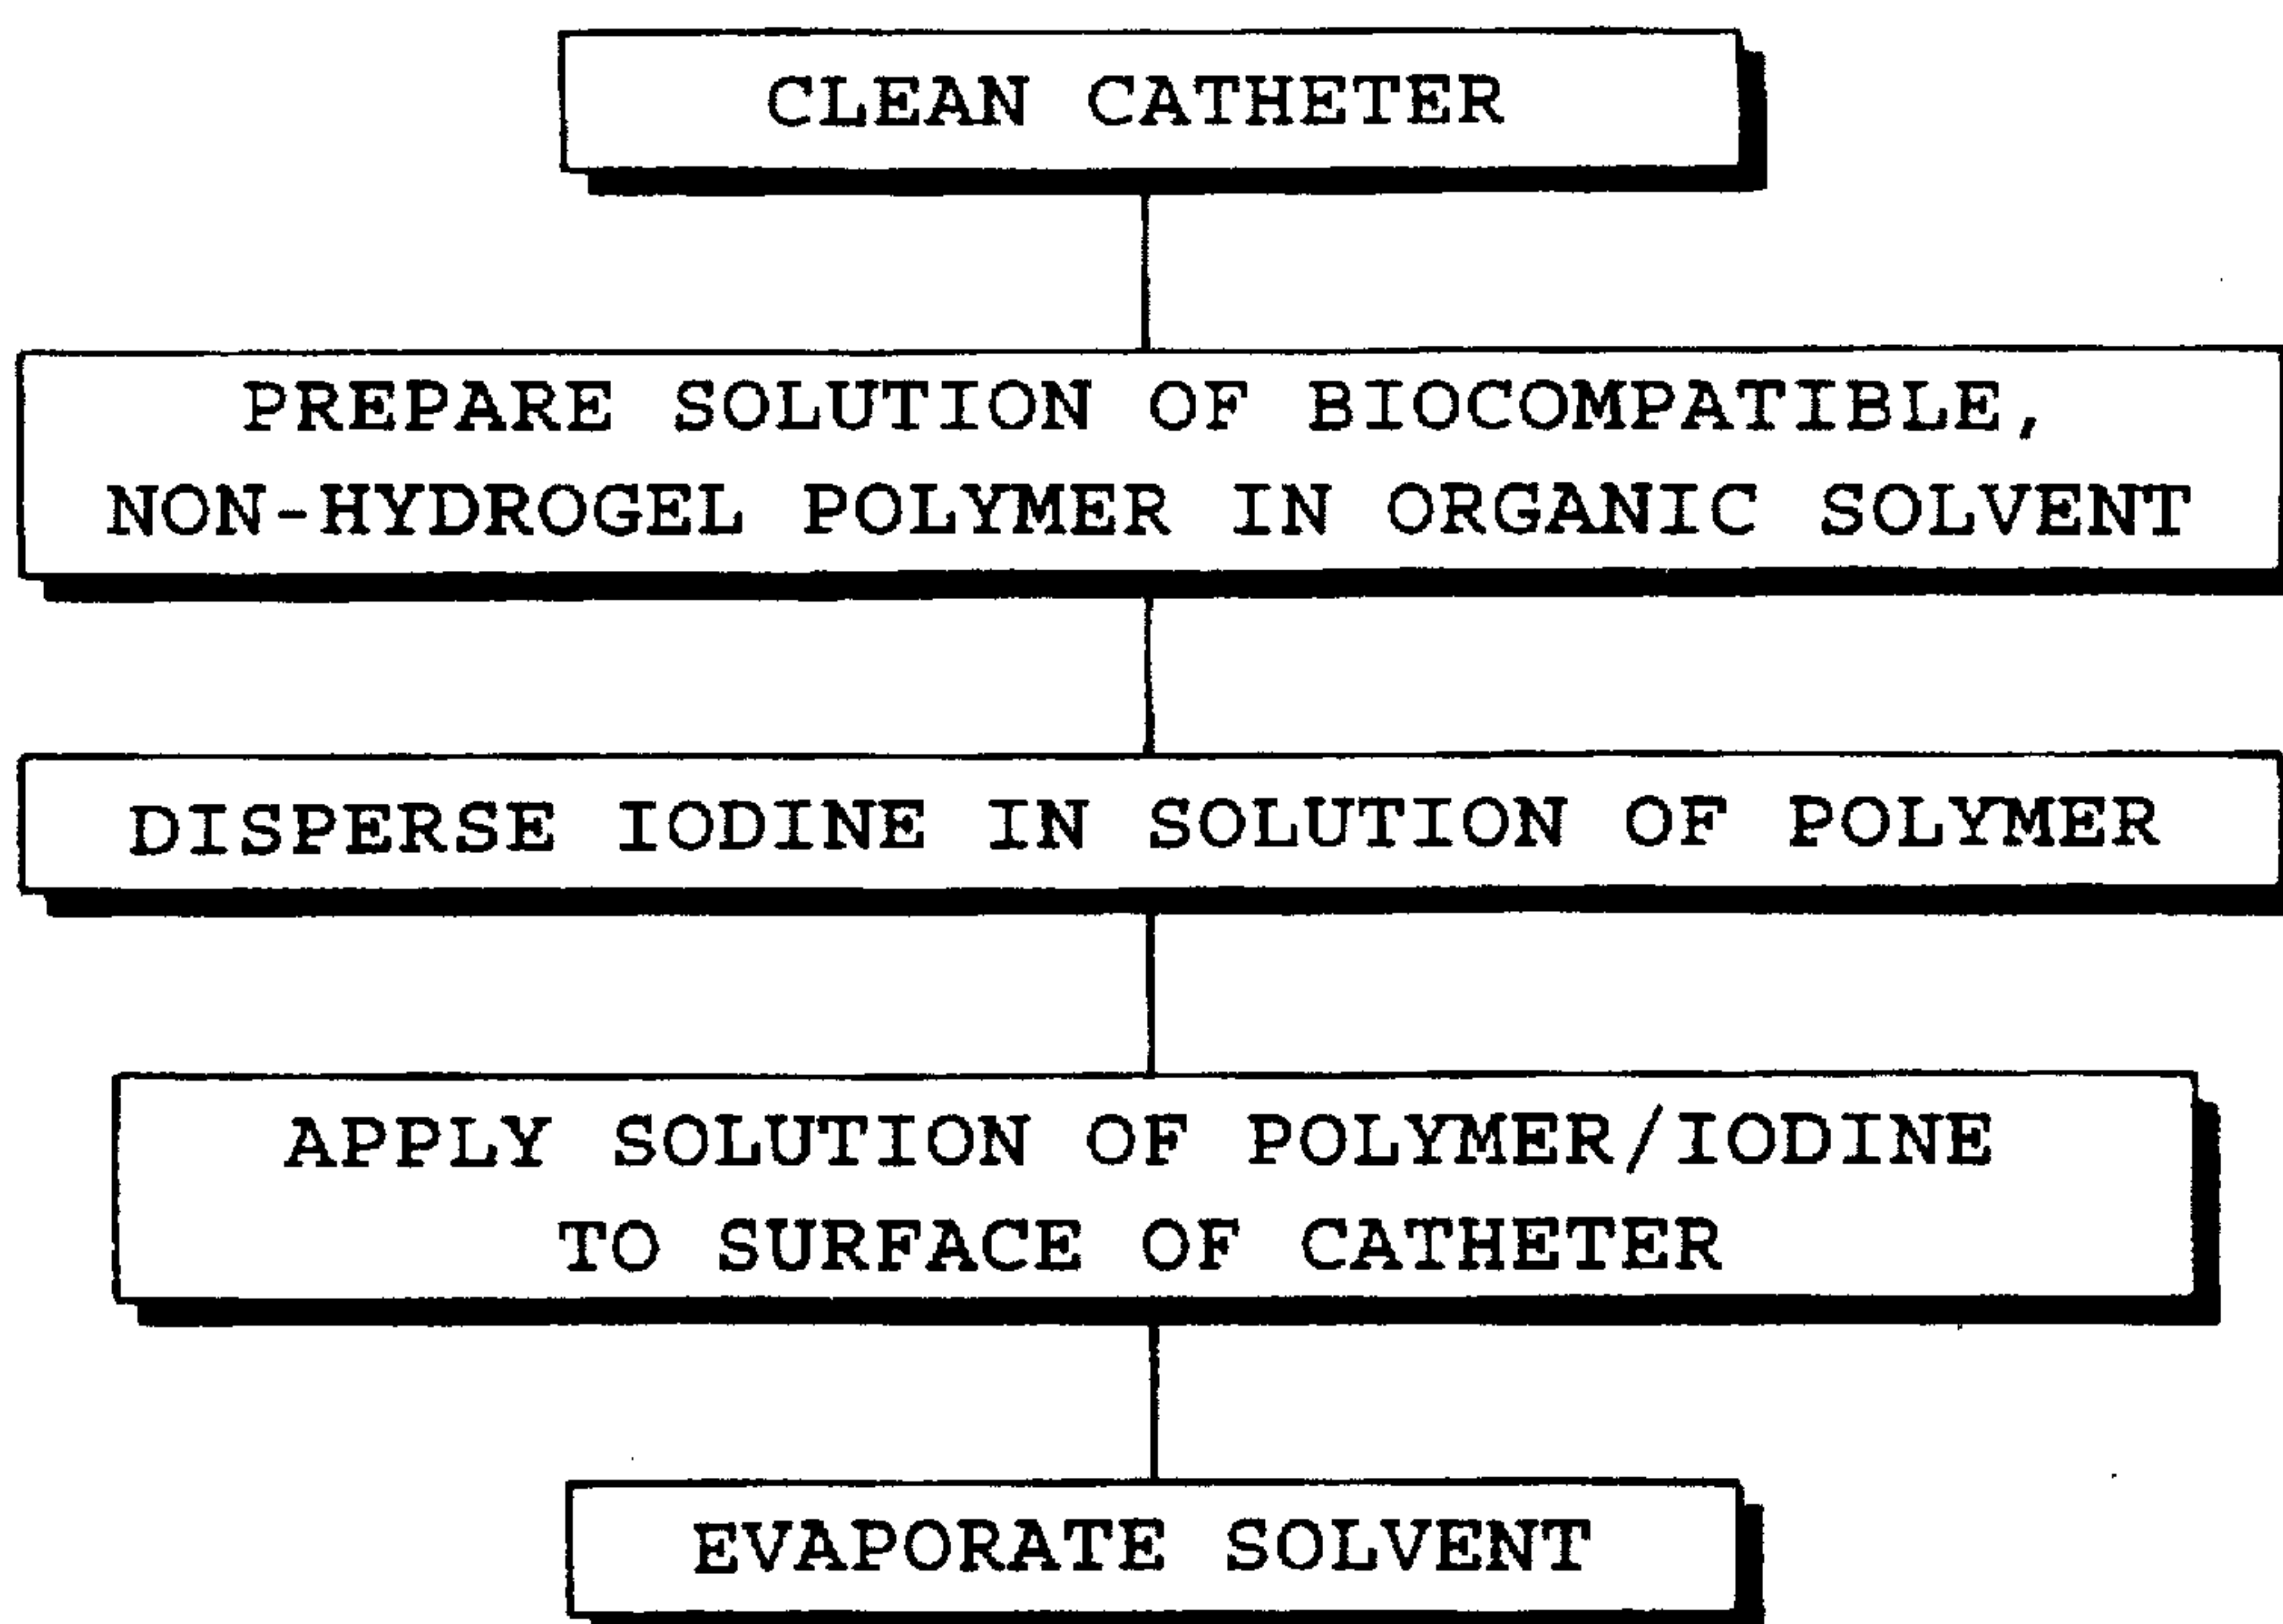 CLEAN CATHETER
PREPARE SOLUTION OF BIOCOMPATIBLE,
NON-HYDROGEL POLYMER IN ORGANIC SOLVENT
DISPERSE IODINE IN SOLUTION OF POLYMER
APPLY SOLUTION OF POLYMER/IODINE
TO SURFACE OF CATHETER
EVAPORATE SOLVENT